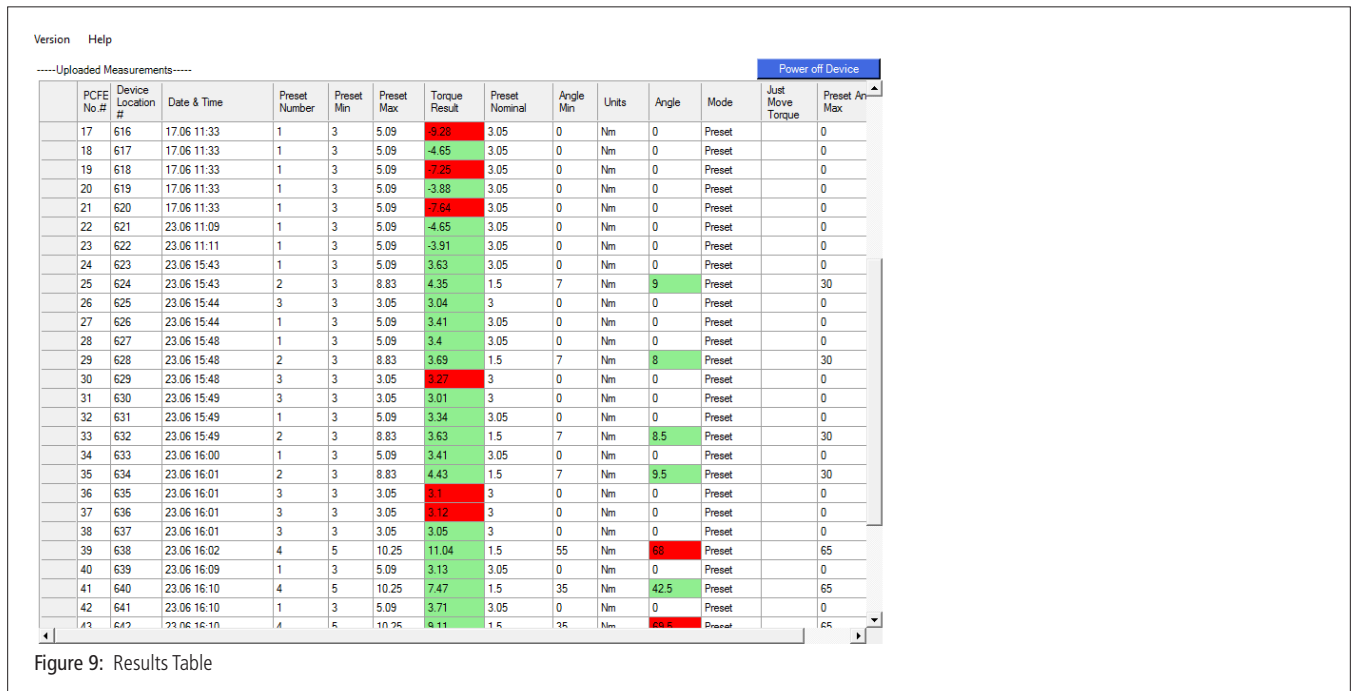 Version Help
-----Uploaded Measurements-----
Power off Device
PCFE No.# Device Location # Date & Time Preset Number Preset Min Preset Max Torque Result Preset Nominal Angle Min Units Angle Mode Just Move Torque Preset An Max
17 616 17.06 11:33 1 3 5.09 -9.28 3.05 0 Nm 0 Preset 0
18 617 17.06 11:33 1 3 5.09 -4.65 3.05 0 Nm 0 Preset 0
19 618 17.06 11:33 1 3 5.09 -7.25 3.05 0 Nm 0 Preset 0
20 619 17.06 11:33 1 3 5.09 -3.88 3.05 0 Nm 0 Preset 0
21 620 17.06 11:33 1 3 5.09 -7.64 3.05 0 Nm 0 Preset 0
22 621 23.06 11:09 1 3 5.09 -4.65 3.05 0 Nm 0 Preset 0
23 622 23.06 11:11 1 3 5.09 -3.91 3.05 0 Nm 0 Preset 0
24 623 23.06 15:43 1 3 5.09 3.63 3.05 0 Nm 0 Preset 0
25 624 23.06 15:43 2 3 8.83 4.35 1.5 7 Nm 9 Preset 30
26 625 23.06 15:44 3 3 3.05 3.04 3 0 Nm 0 Preset 0
27 626 23.06 15:44 1 3 5.09 3.41 3.05 0 Nm 0 Preset 0
28 627 23.06 15:48 1 3 5.09 3.4 3.05 0 Nm 0 Preset 0
29 628 23.06 15:48 2 3 8.83 3.69 1.5 7 Nm 8 Preset 30
30 629 23.06 15:48 3 3 3.05 3.27 3 0 Nm 0 Preset 0
31 630 23.06 15:49 3 3 3.05 3.01 3 0 Nm 0 Preset 0
32 631 23.06 15:49 1 3 5.09 3.34 3.05 0 Nm 0 Preset 0
33 632 23.06 15:49 2 3 8.83 3.63 1.5 7 Nm 8.5 Preset 30
34 633 23.06 16:00 1 3 5.09 3.41 3.05 0 Nm 0 Preset 0
35 634 23.06 16:01 2 3 8.83 4.43 1.5 7 Nm 9.5 Preset 30
36 635 23.06 16:01 3 3 3.05 3.1 3 0 Nm 0 Preset 0
37 636 23.06 16:01 3 3 3.05 3.12 3 0 Nm 0 Preset 0
38 637 23.06 16:01 3 3 3.05 3.05 3 0 Nm 0 Preset 0
39 638 23.06 16:02 4 5 10.25 11.04 1.5 55 Nm 68 Preset 65
40 639 23.06 16:09 1 3 5.09 3.13 3.05 0 Nm 0 Preset 0
41 640 23.06 16:10 4 5 10.25 7.47 1.5 35 Nm 42.5 Preset 65
42 641 23.06 16:10 1 3 5.09 3.71 3.05 0 Nm 0 Preset 0
43 642 23.06 16:10 4 5 10.25 9.11 1.5 35 Nm 69.5 Preset 65
Figure 9: Results Table